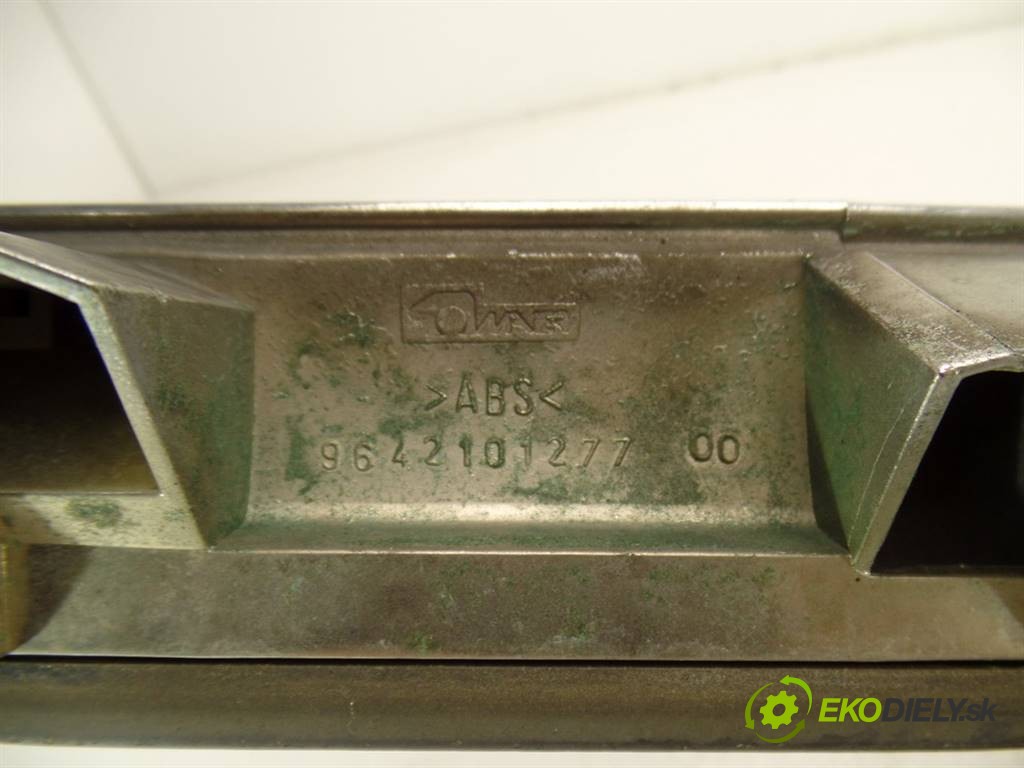 >ABS<
9642101277 00
EKODIELY.sk